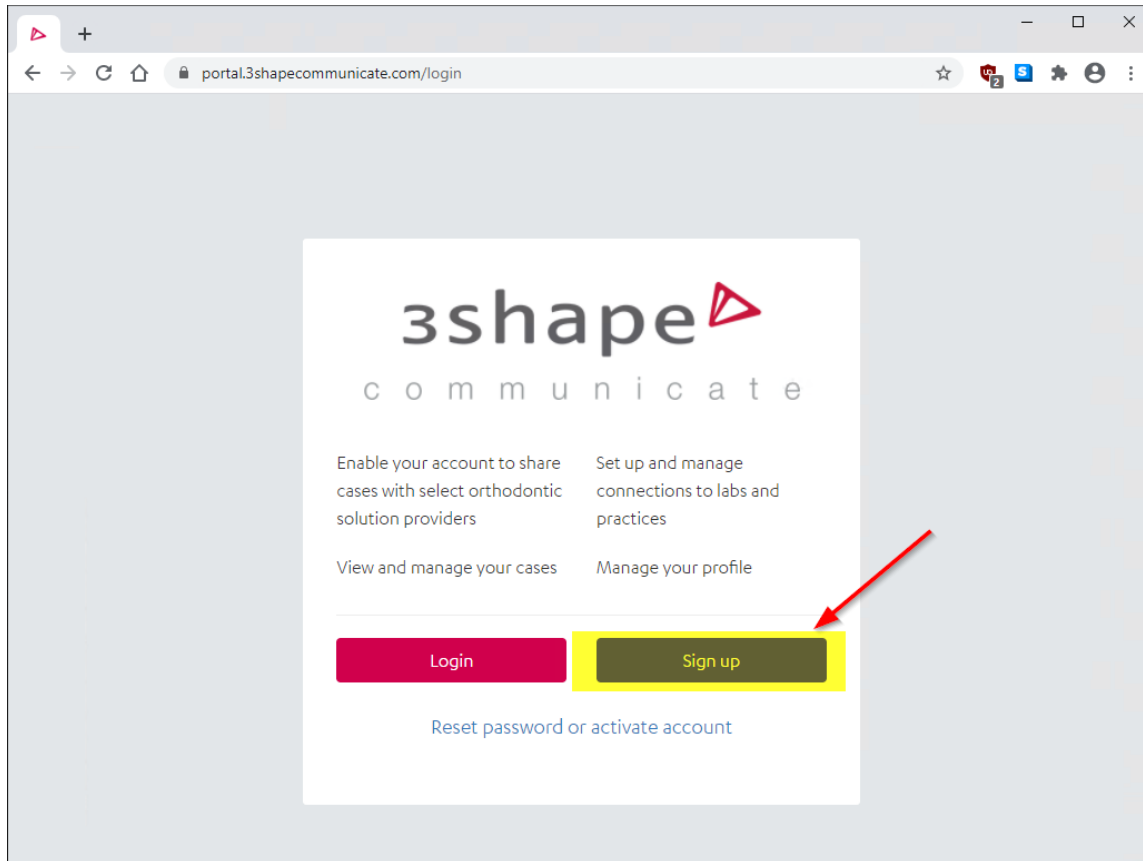 portal.3shapecommunicate.com/login
2
S
3shape
communicate
Enable your account to share
cases with select orthodontic
solution providers
Set up and manage
connections to labs and
practices
View and manage your cases
Manage your profile
Login
Sign up
Reset password or activate account